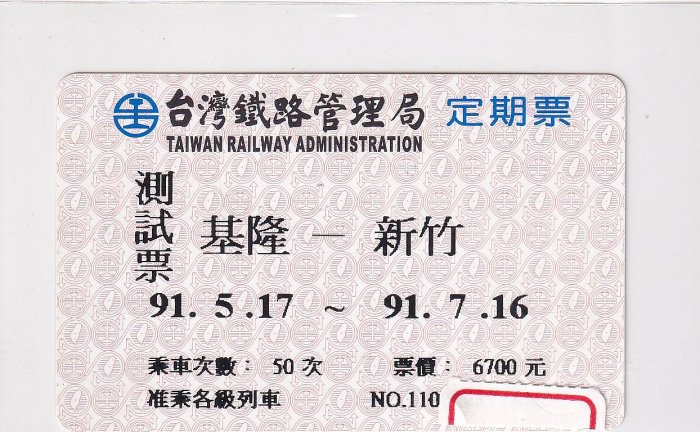 台灣鐵路管理局 定期票
TAIWAN RAILWAY ADMINISTRATION
測試票
基隆 — 新竹
91. 5 .17 ~ 91. 7 .16
乘車次數： 50 次 票價： 6700 元
准乘各級列車 NO.110